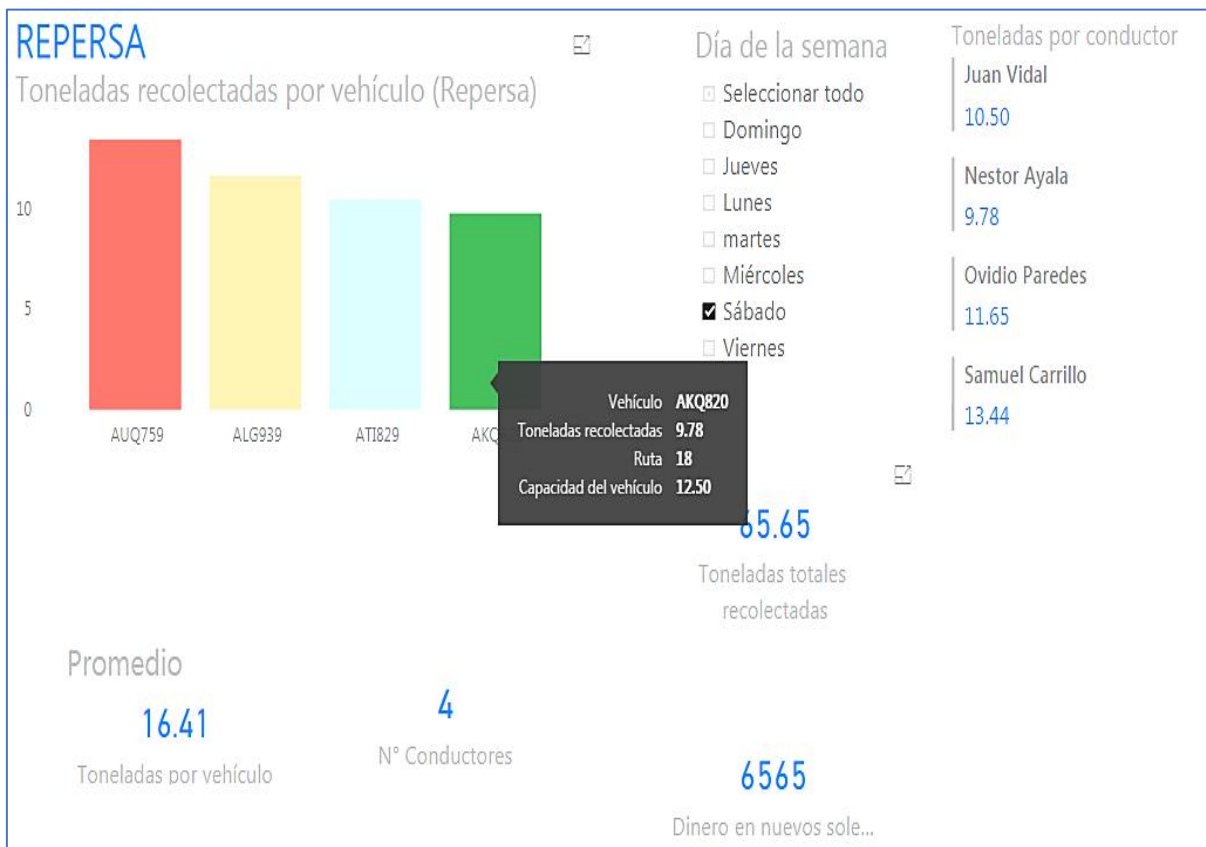 REPERSA
Toneladas recolectadas por vehículo (Repersa)
10
5
0
AUQ759
ALG939
ATI829
AKQ
Vehículo AKQ820
Toneladas recolectadas 9.78
Ruta 18
Capacidad del vehículo 12.50
Día de la semana
Seleccionar todo
Domingo
Jueves
Lunes
martes
Miércoles
Sábado
Viernes
Toneladas por conductor
Juan Vidal
10.50
Nestor Ayala
9.78
Ovidio Paredes
11.65
Samuel Carrillo
13.44
65.65
Toneladas totales
recolectadas
Promedio
16.41
Toneladas por vehículo
4
N° Conductores
6565
Dinero en nuevos sole...